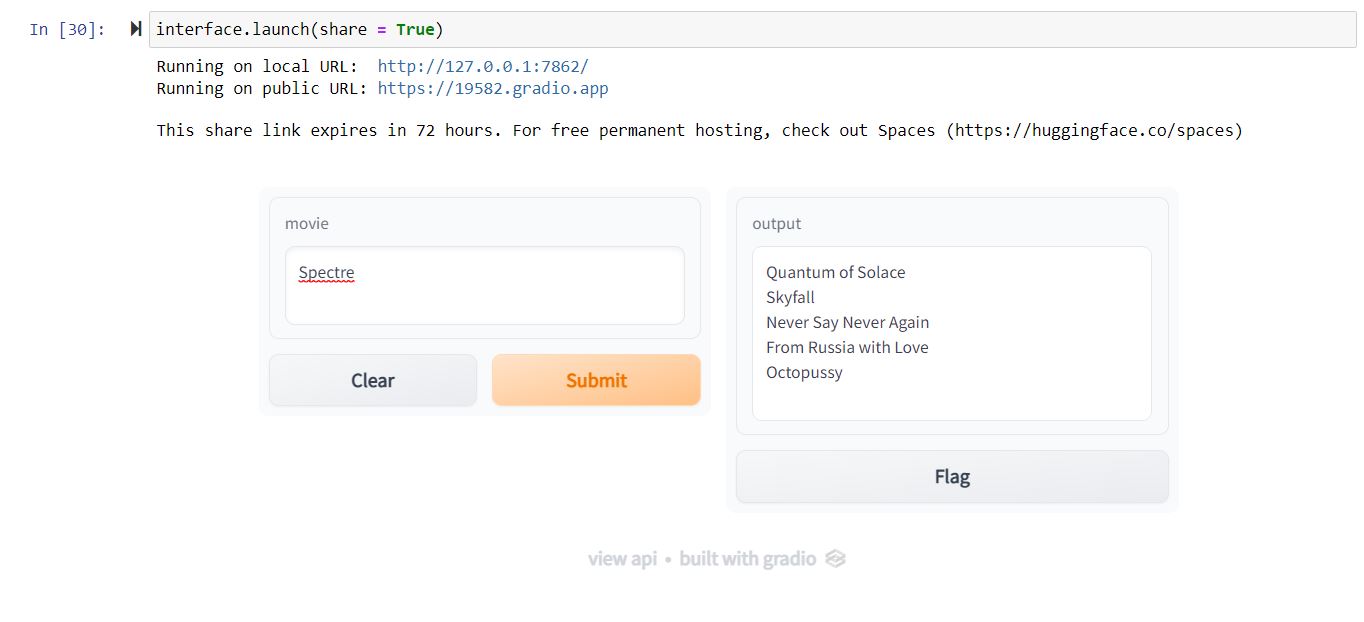 In [30]: interface.launch(share = True)
Running on local URL:  http://127.0.0.1:7862/
Running on public URL: https://19582.gradio.app
This share link expires in 72 hours. For free permanent hosting, check out Spaces (https://huggingface.co/spaces)
movie
Spectre
Clear
Submit
output
Quantum of Solace
Skyfall
Never Say Never Again
From Russia with Love
Octopussy
Flag
view api • built with gradio